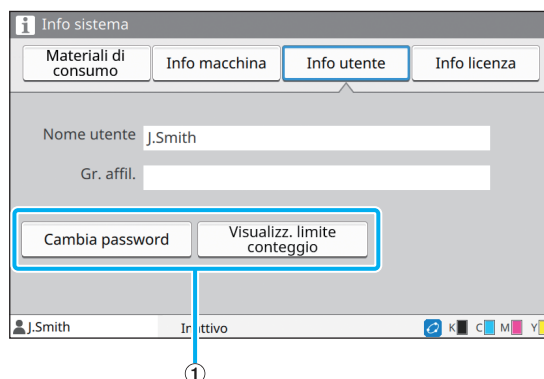 Info sistema
Materiali di
consumo
Info macchina
Info utente
Info licenza
Nome utente J.Smith
Gr. affil.
Cambia password
Visualizz. limite
conteggio
J.Smith
Inattivo
K C M Y
①